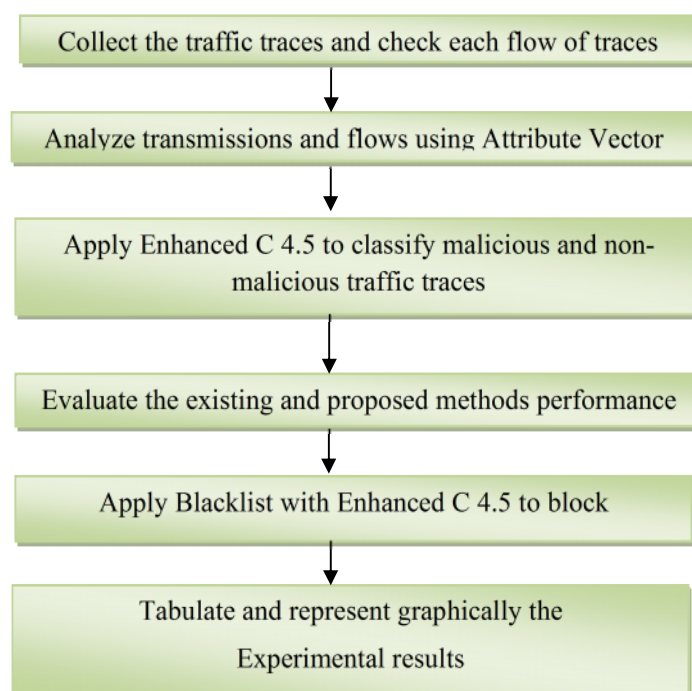 Collect the traffic traces and check each flow of traces
Analyze transmissions and flows using Attribute Vector
Apply Enhanced C 4.5 to classify malicious and non-
malicious traffic traces
Evaluate the existing and proposed methods performance
Apply Blacklist with Enhanced C 4.5 to block
Tabulate and represent graphically the
Experimental results